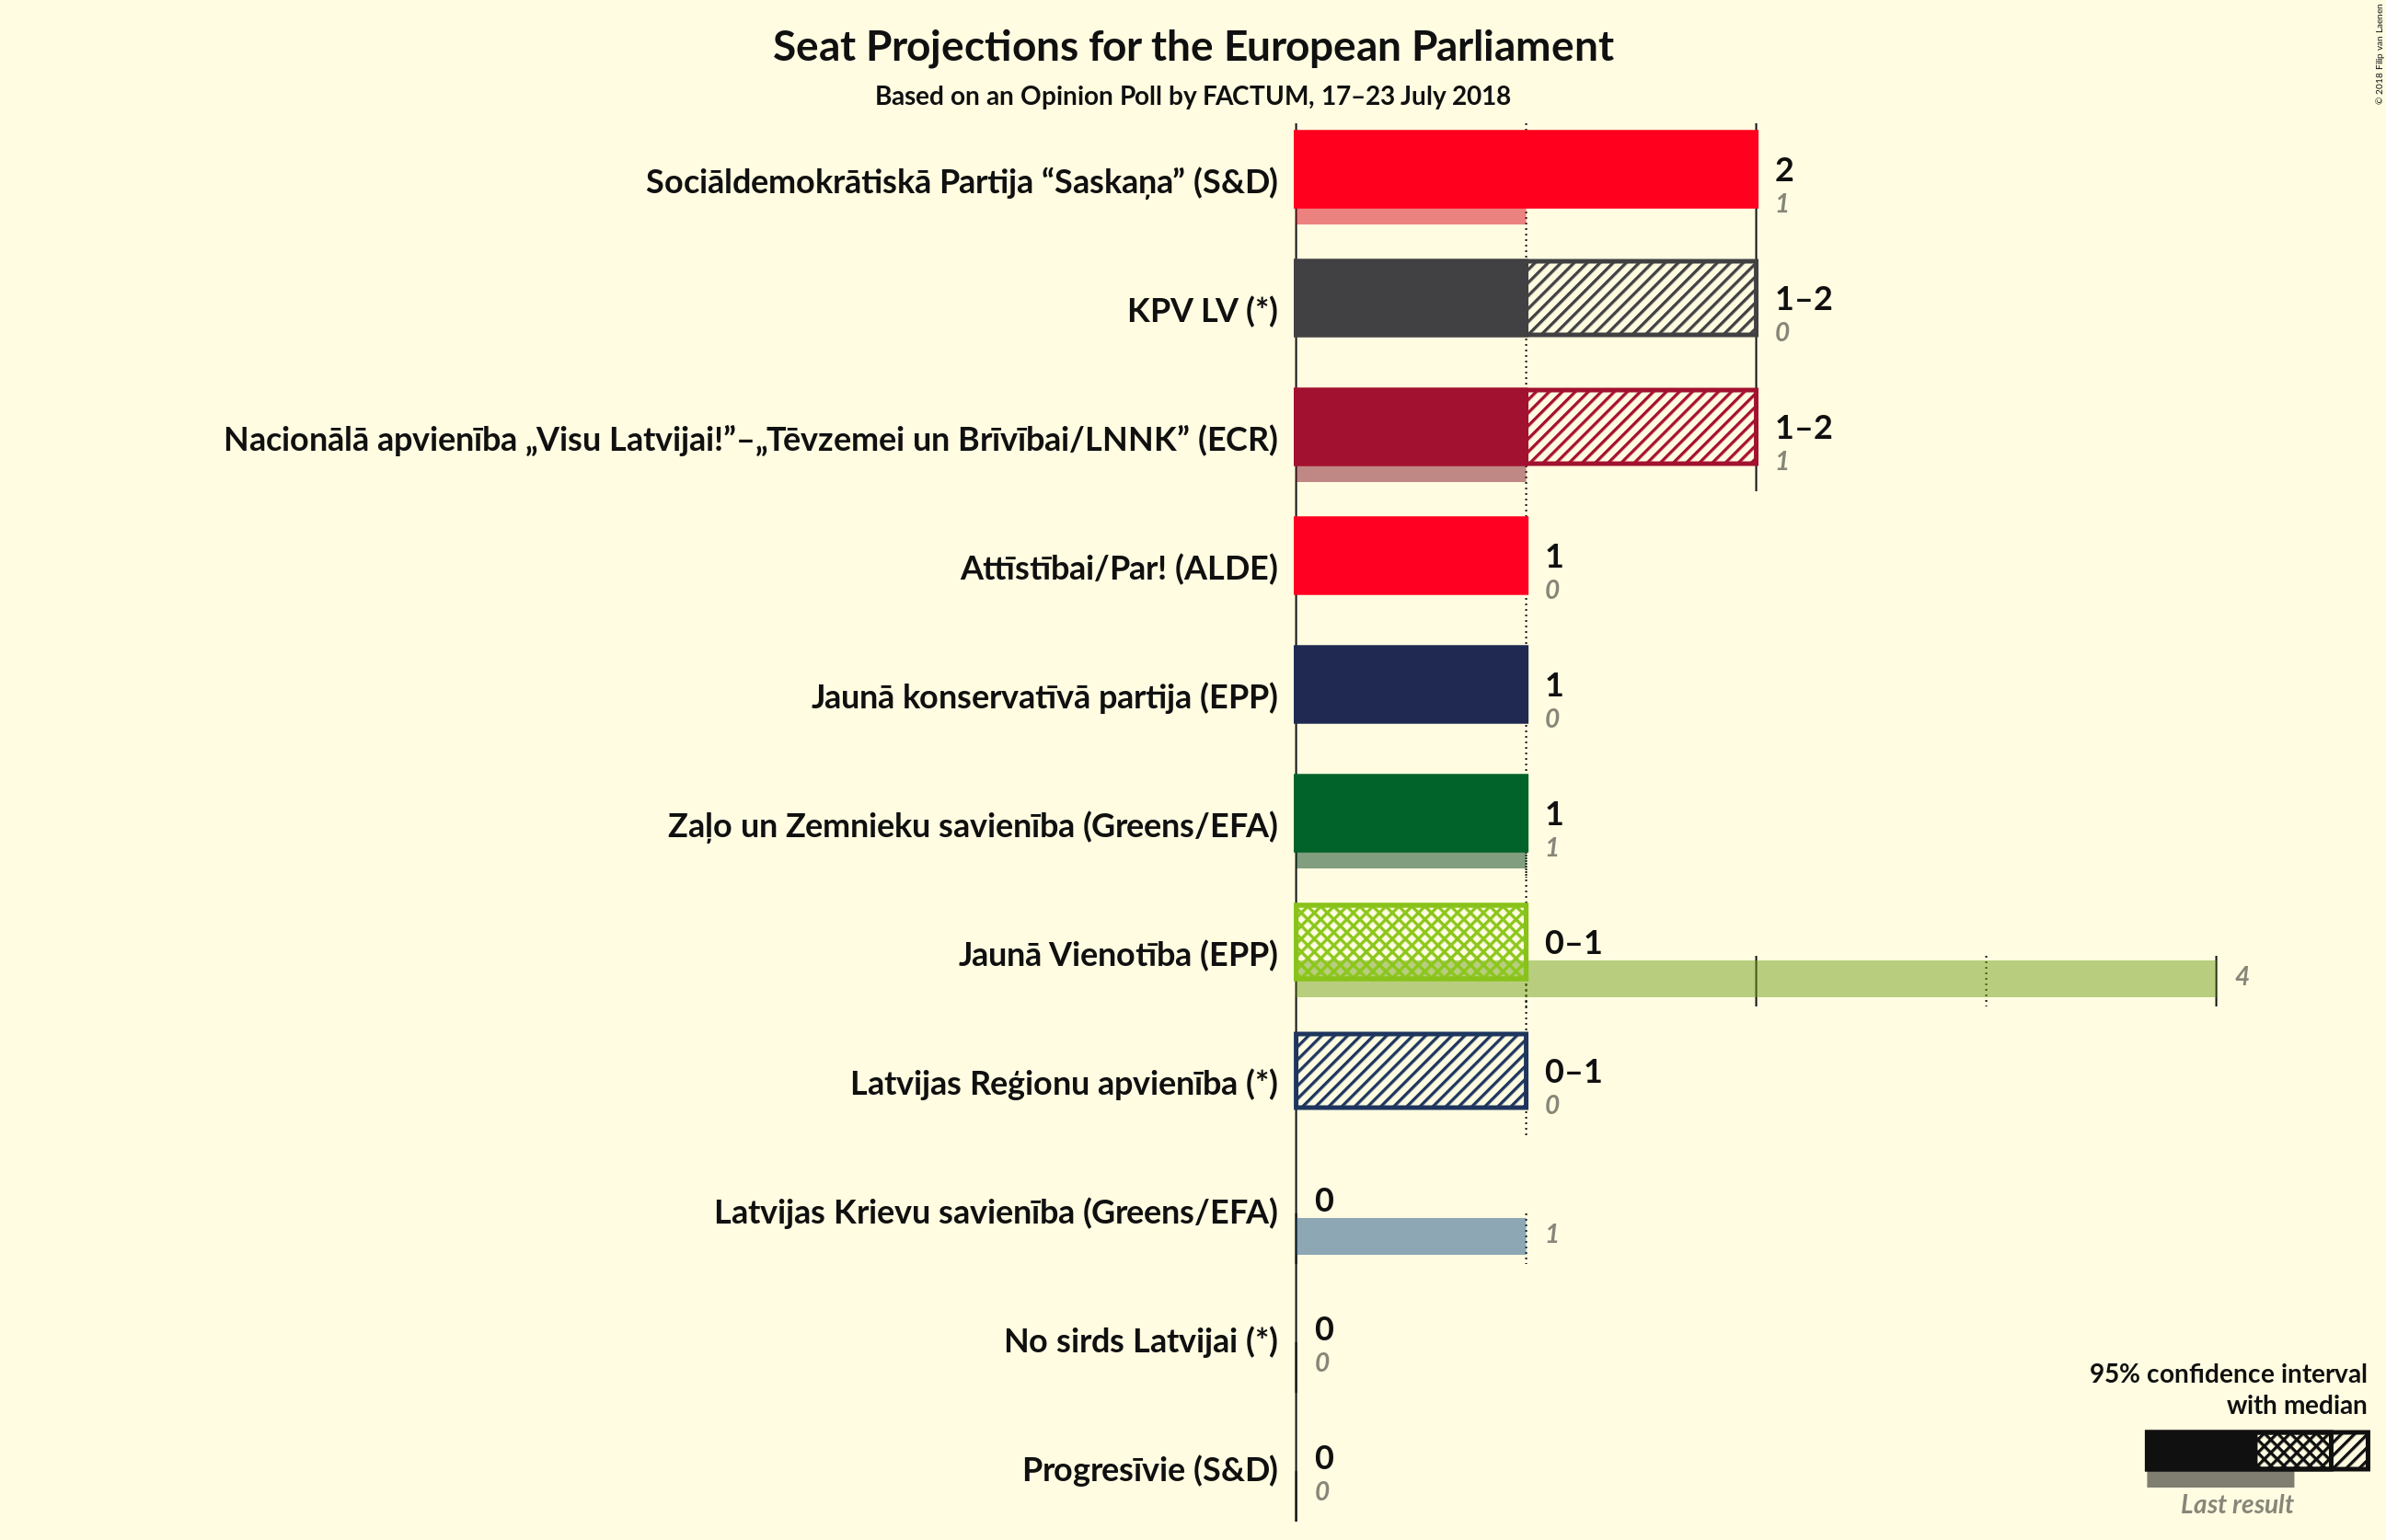 Seat Projections for the European Parliament
Based on an Opinion Poll by FACTUM, 17–23 July 2018
© 2018 Filip van Laenen
Sociāldemokrātiskā Partija “Saskaņa” (S&D)
2
1
KPV LV (*)
1–2
0
Nacionālā apvienība „Visu Latvijai!”–„Tēvzemei un Brīvībai/LNNK” (ECR)
1–2
1
Attīstībai/Par! (ALDE)
1
0
Jaunā konservatīvā partija (EPP)
1
0
Zaļo un Zemnieku savienība (Greens/EFA)
1
1
Jaunā Vienotība (EPP)
0–1
4
Latvijas Reģionu apvienība (*)
0–1
0
Latvijas Krievu savienība (Greens/EFA)
0
1
No sirds Latvijai (*)
0
0
Progresīvie (S&D)
0
0
95% confidence interval
with median
Last result